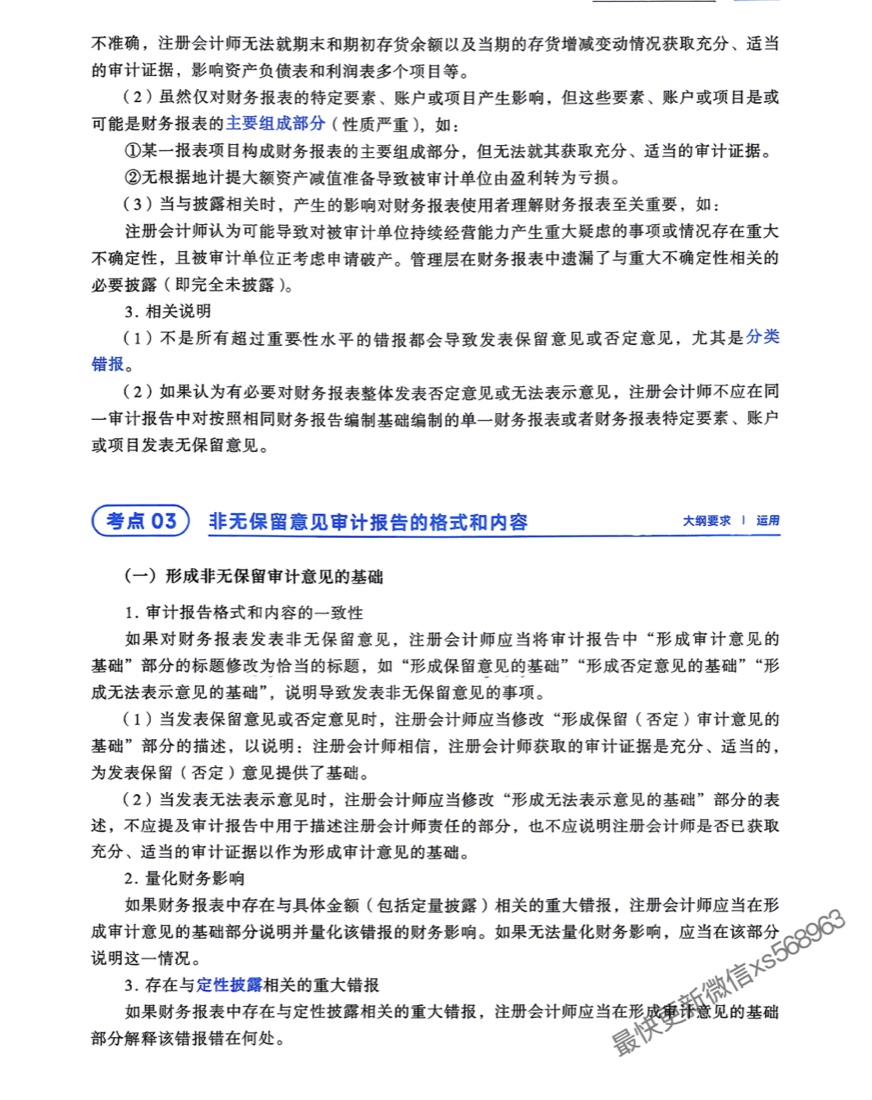 不准确，注册会计师无法就期末和期初存货余额以及当期的存货增减变动情况获取充分、适当
的审计证据，影响资产负债表和利润表多个项目等。
（2）虽然仅对财务报表的特定要素、账户或项目产生影响，但这些要素、账户或项目是或
可能是财务报表的主要组成部分（性质严重），如：
①某一报表项目构成财务报表的主要组成部分，但无法就其获取充分、适当的审计证据。
②无根据地计提大额资产减值准备导致被审计单位由盈利转为亏损。
（3）当与披露相关时，产生的影响对财务报表使用者理解财务报表至关重要，如：
注册会计师认为可能导致对被审计单位持续经营能力产生重大疑虑的事项或情况存在重大
不确定性，且被审计单位正考虑申请破产。管理层在财务报表中遗漏了与重大不确定性相关的
必要披露（即完全未披露）。
3. 相关说明
（1）不是所有超过重要性水平的错报都会导致发表保留意见或否定意见，尤其是分类
错报。
（2）如果认为有必要对财务报表整体发表否定意见或无法表示意见，注册会计师不应在同
一审计报告中对按照相同财务报告编制基础编制的单一财务报表或者财务报表特定要素、账户
或项目发表无保留意见。
考点 03 非无保留意见审计报告的格式和内容 大纲要求 | 运用
（一）形成非无保留审计意见的基础
1. 审计报告格式和内容的一致性
如果对财务报表发表非无保留意见，注册会计师应当将审计报告中“形成审计意见的
基础”部分的标题修改为恰当的标题，如“形成保留意见的基础”“形成否定意见的基础”“形
成无法表示意见的基础”，说明导致发表非无保留意见的事项。
（1）当发表保留意见或否定意见时，注册会计师应当修改“形成保留（否定）审计意见的
基础”部分的描述，以说明：注册会计师相信，注册会计师获取的审计证据是充分、适当的，
为发表保留（否定）意见提供了基础。
（2）当发表无法表示意见时，注册会计师应当修改“形成无法表示意见的基础”部分的表
述，不应提及审计报告中用于描述注册会计师责任的部分，也不应说明注册会计师是否已获取
充分、适当的审计证据以作为形成审计意见的基础。
2. 量化财务影响
如果财务报表中存在与具体金额（包括定量披露）相关的重大错报，注册会计师应当在形
成审计意见的基础部分说明并量化该错报的财务影响。如果无法量化财务影响，应当在该部分
说明这一情况。
3. 存在与定性披露相关的重大错报
如果财务报表中存在与定性披露相关的重大错报，注册会计师应当在形成审计意见的基础
部分解释该错报错在何处。
最快更新微信xs568963